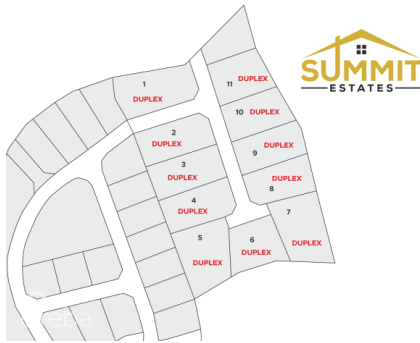 SUMMIT
ESTATES
1
DUPLEX
11 DUPLEX
10 DUPLEX
2
DUPLEX
9 DUPLEX
3
DUPLEX
8 DUPLEX
4
DUPLEX
7
DUPLEX
5
DUPLEX
6
DUPLEX